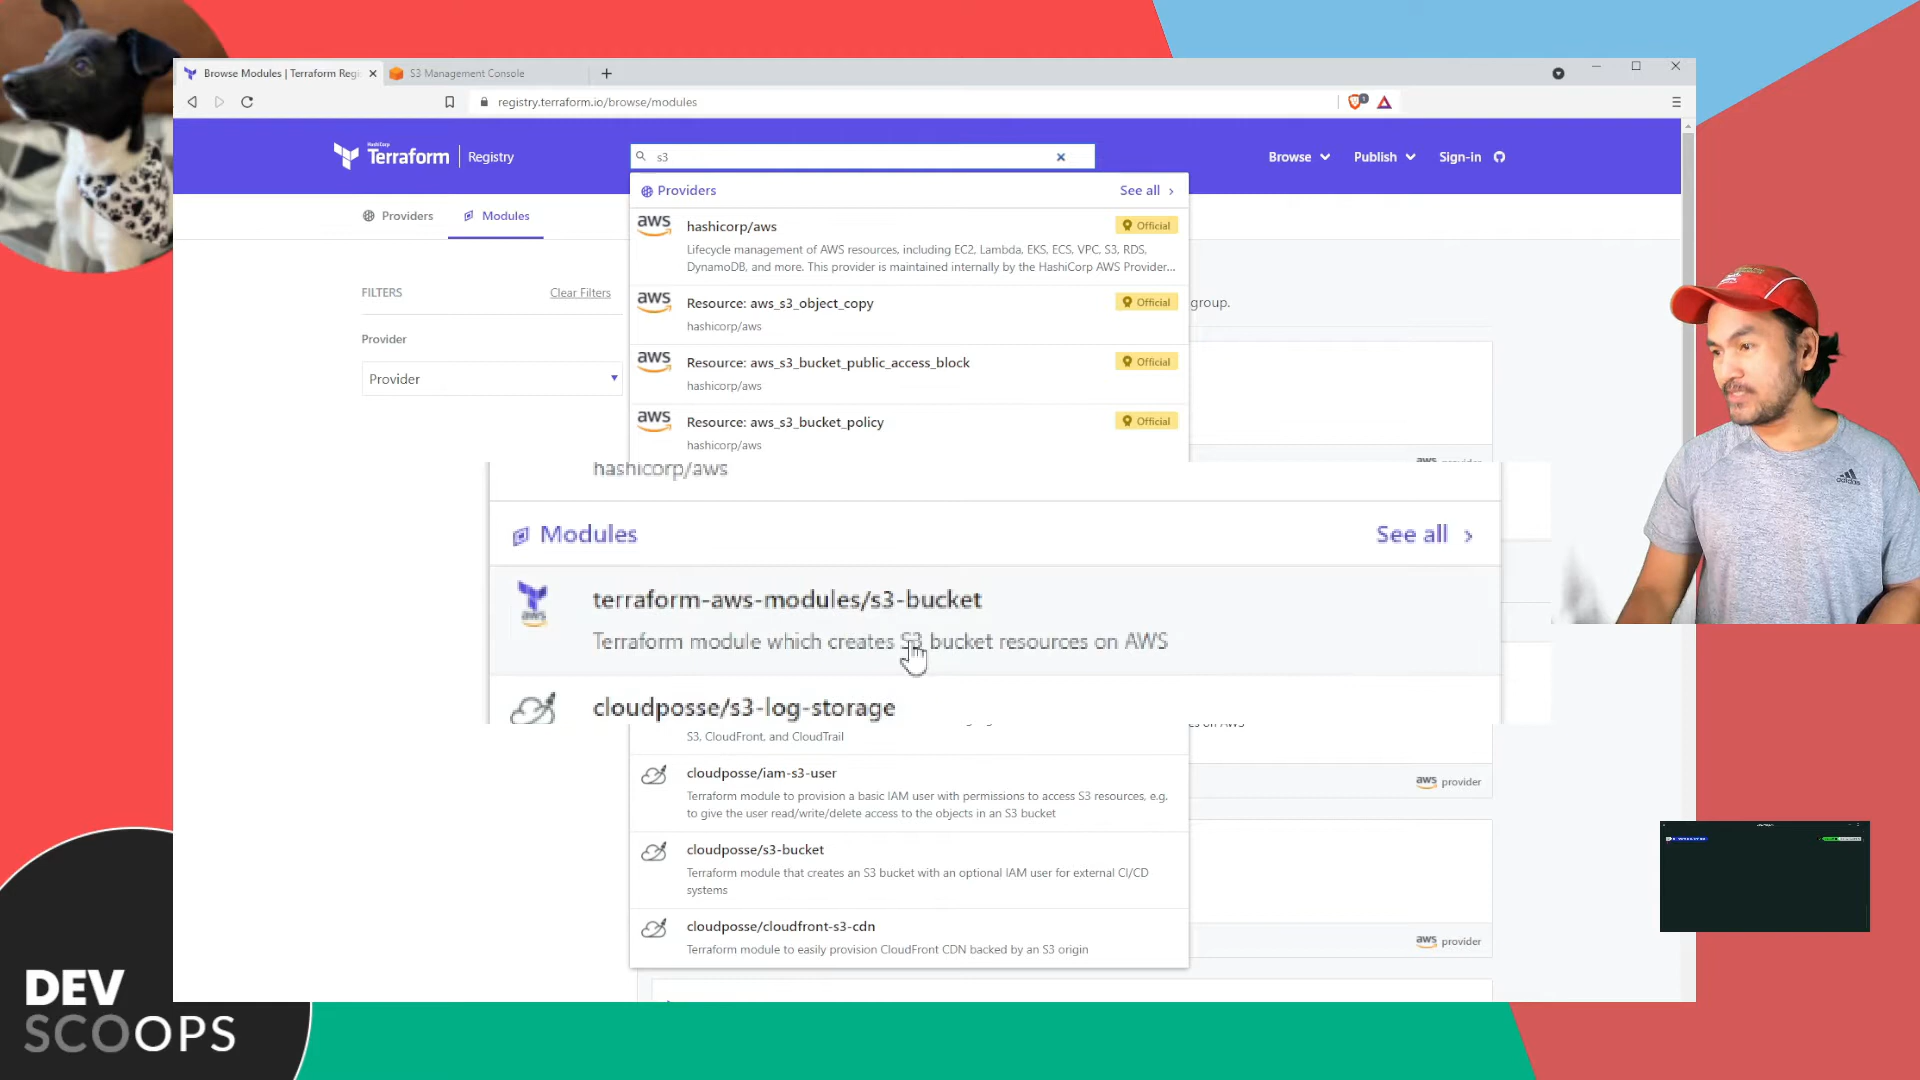 Browse Modules | Terraform Regi
S3 Management Console
registry.terraform.io/browse/modules
1
HashiCorp
Terraform
Registry
s3
Browse
Publish
Sign-in
Providers
Modules
Providers
See all
FILTERS
Clear Filters
Provider
Provider
aws
hashicorp/aws
Official
Lifecycle management of AWS resources, including EC2, Lambda, EKS, ECS, VPC, S3, RDS,
DynamoDB, and more. This provider is maintained internally by the HashiCorp AWS Provider...
aws
Resource: aws_s3_object_copy
Official
hashicorp/aws
group.
aws
Resource: aws_s3_bucket_public_access_block
Official
hashicorp/aws
aws
Resource: aws_s3_bucket_policy
Official
hashicorp/aws
hashicorp/aws
Modules
See all
aws
terraform-aws-modules/s3-bucket
Terraform module which creates S3 bucket resources on AWS
cloudposse/s3-log-storage
S3, CloudFront, and CloudTrail
cloudposse/iam-s3-user
Terraform module to provision a basic IAM user with permissions to access S3 resources, e.g.
to give the user read/write/delete access to the objects in an S3 bucket
cloudposse/s3-bucket
Terraform module that creates an S3 bucket with an optional IAM user for external CI/CD
systems
cloudposse/cloudfront-s3-cdn
Terraform module to easily provision CloudFront CDN backed by an S3 origin
aws provider
aws provider
adidas
DEV
SCOOPS